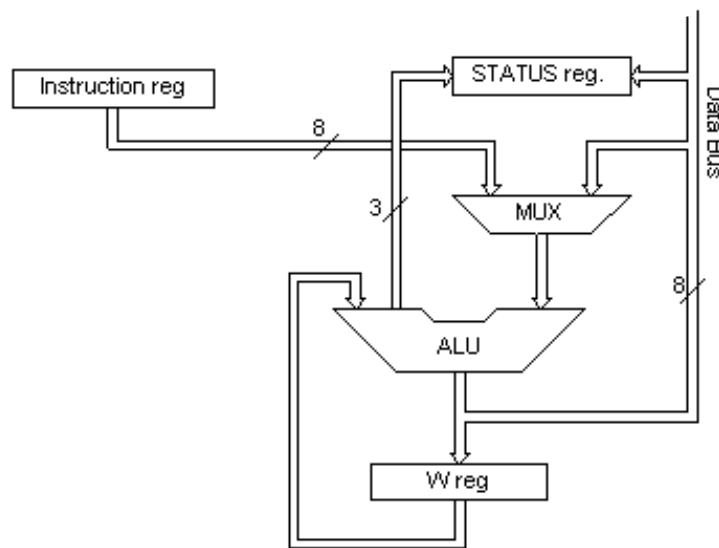 STATUS reg.
Instruction reg
Data Bus
8
3
MUX
8
ALU
W reg